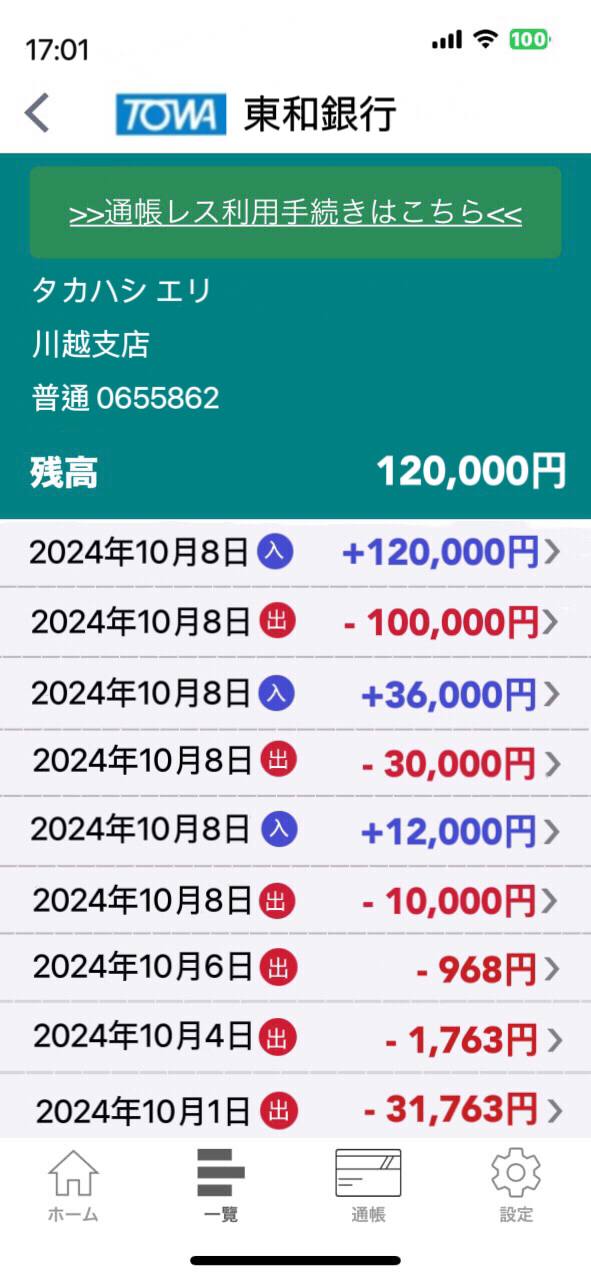 17:01
100
TOWA 東和銀行
>>通帳レス利用手続きはこちら<<
タカハシ エリ
川越支店
普通 0655862
残高 120,000円
2024年10月8日 入 +120,000円
2024年10月8日 出 - 100,000円
2024年10月8日 入 +36,000円
2024年10月8日 出 - 30,000円
2024年10月8日 入 +12,000円
2024年10月8日 出 - 10,000円
2024年10月6日 出 - 968円
2024年10月4日 出 - 1,763円
2024年10月1日 出 - 31,763円
ホーム 一覧 通帳 設定